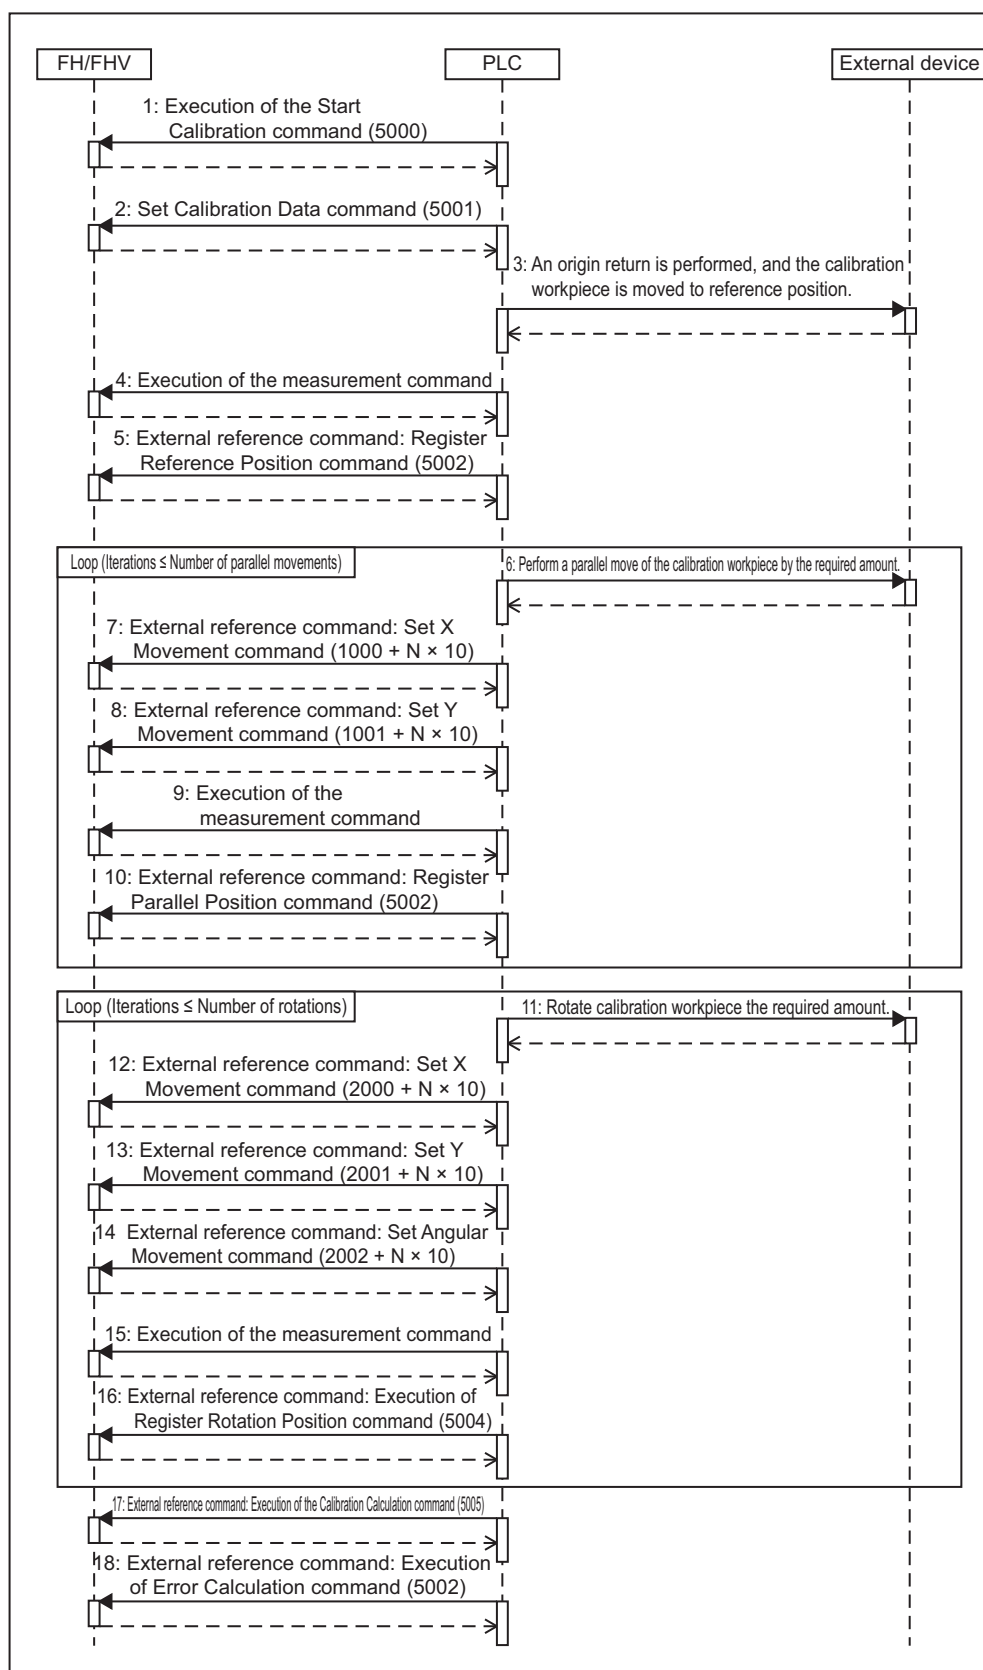 FH/FHV
PLC
External device
1: Execution of the Start
Calibration command (5000)
2: Set Calibration Data command (5001)
3: An origin return is performed, and the calibration
workpiece is moved to reference position.
4: Execution of the measurement command
5: External reference command: Register
Reference Position command (5002)
Loop (Iterations ≤ Number of parallel movements)
6: Perform a parallel move of the calibration workpiece by the required amount.
7: External reference command: Set X
Movement command (1000 + N × 10)
8: External reference command: Set Y
Movement command (1001 + N × 10)
9: Execution of the
measurement command
10: External reference command: Register
Parallel Position command (5002)
Loop (Iterations ≤ Number of rotations)
11: Rotate calibration workpiece the required amount.
12: External reference command: Set X
Movement command (2000 + N × 10)
13: External reference command: Set Y
Movement command (2001 + N × 10)
14 External reference command: Set Angular
Movement command (2002 + N × 10)
15: Execution of the measurement command
16: External reference command: Execution of
Register Rotation Position command (5004)
17: External reference command: Execution of the Calibration Calculation command (5005)
18: External reference command: Execution
of Error Calculation command (5002)